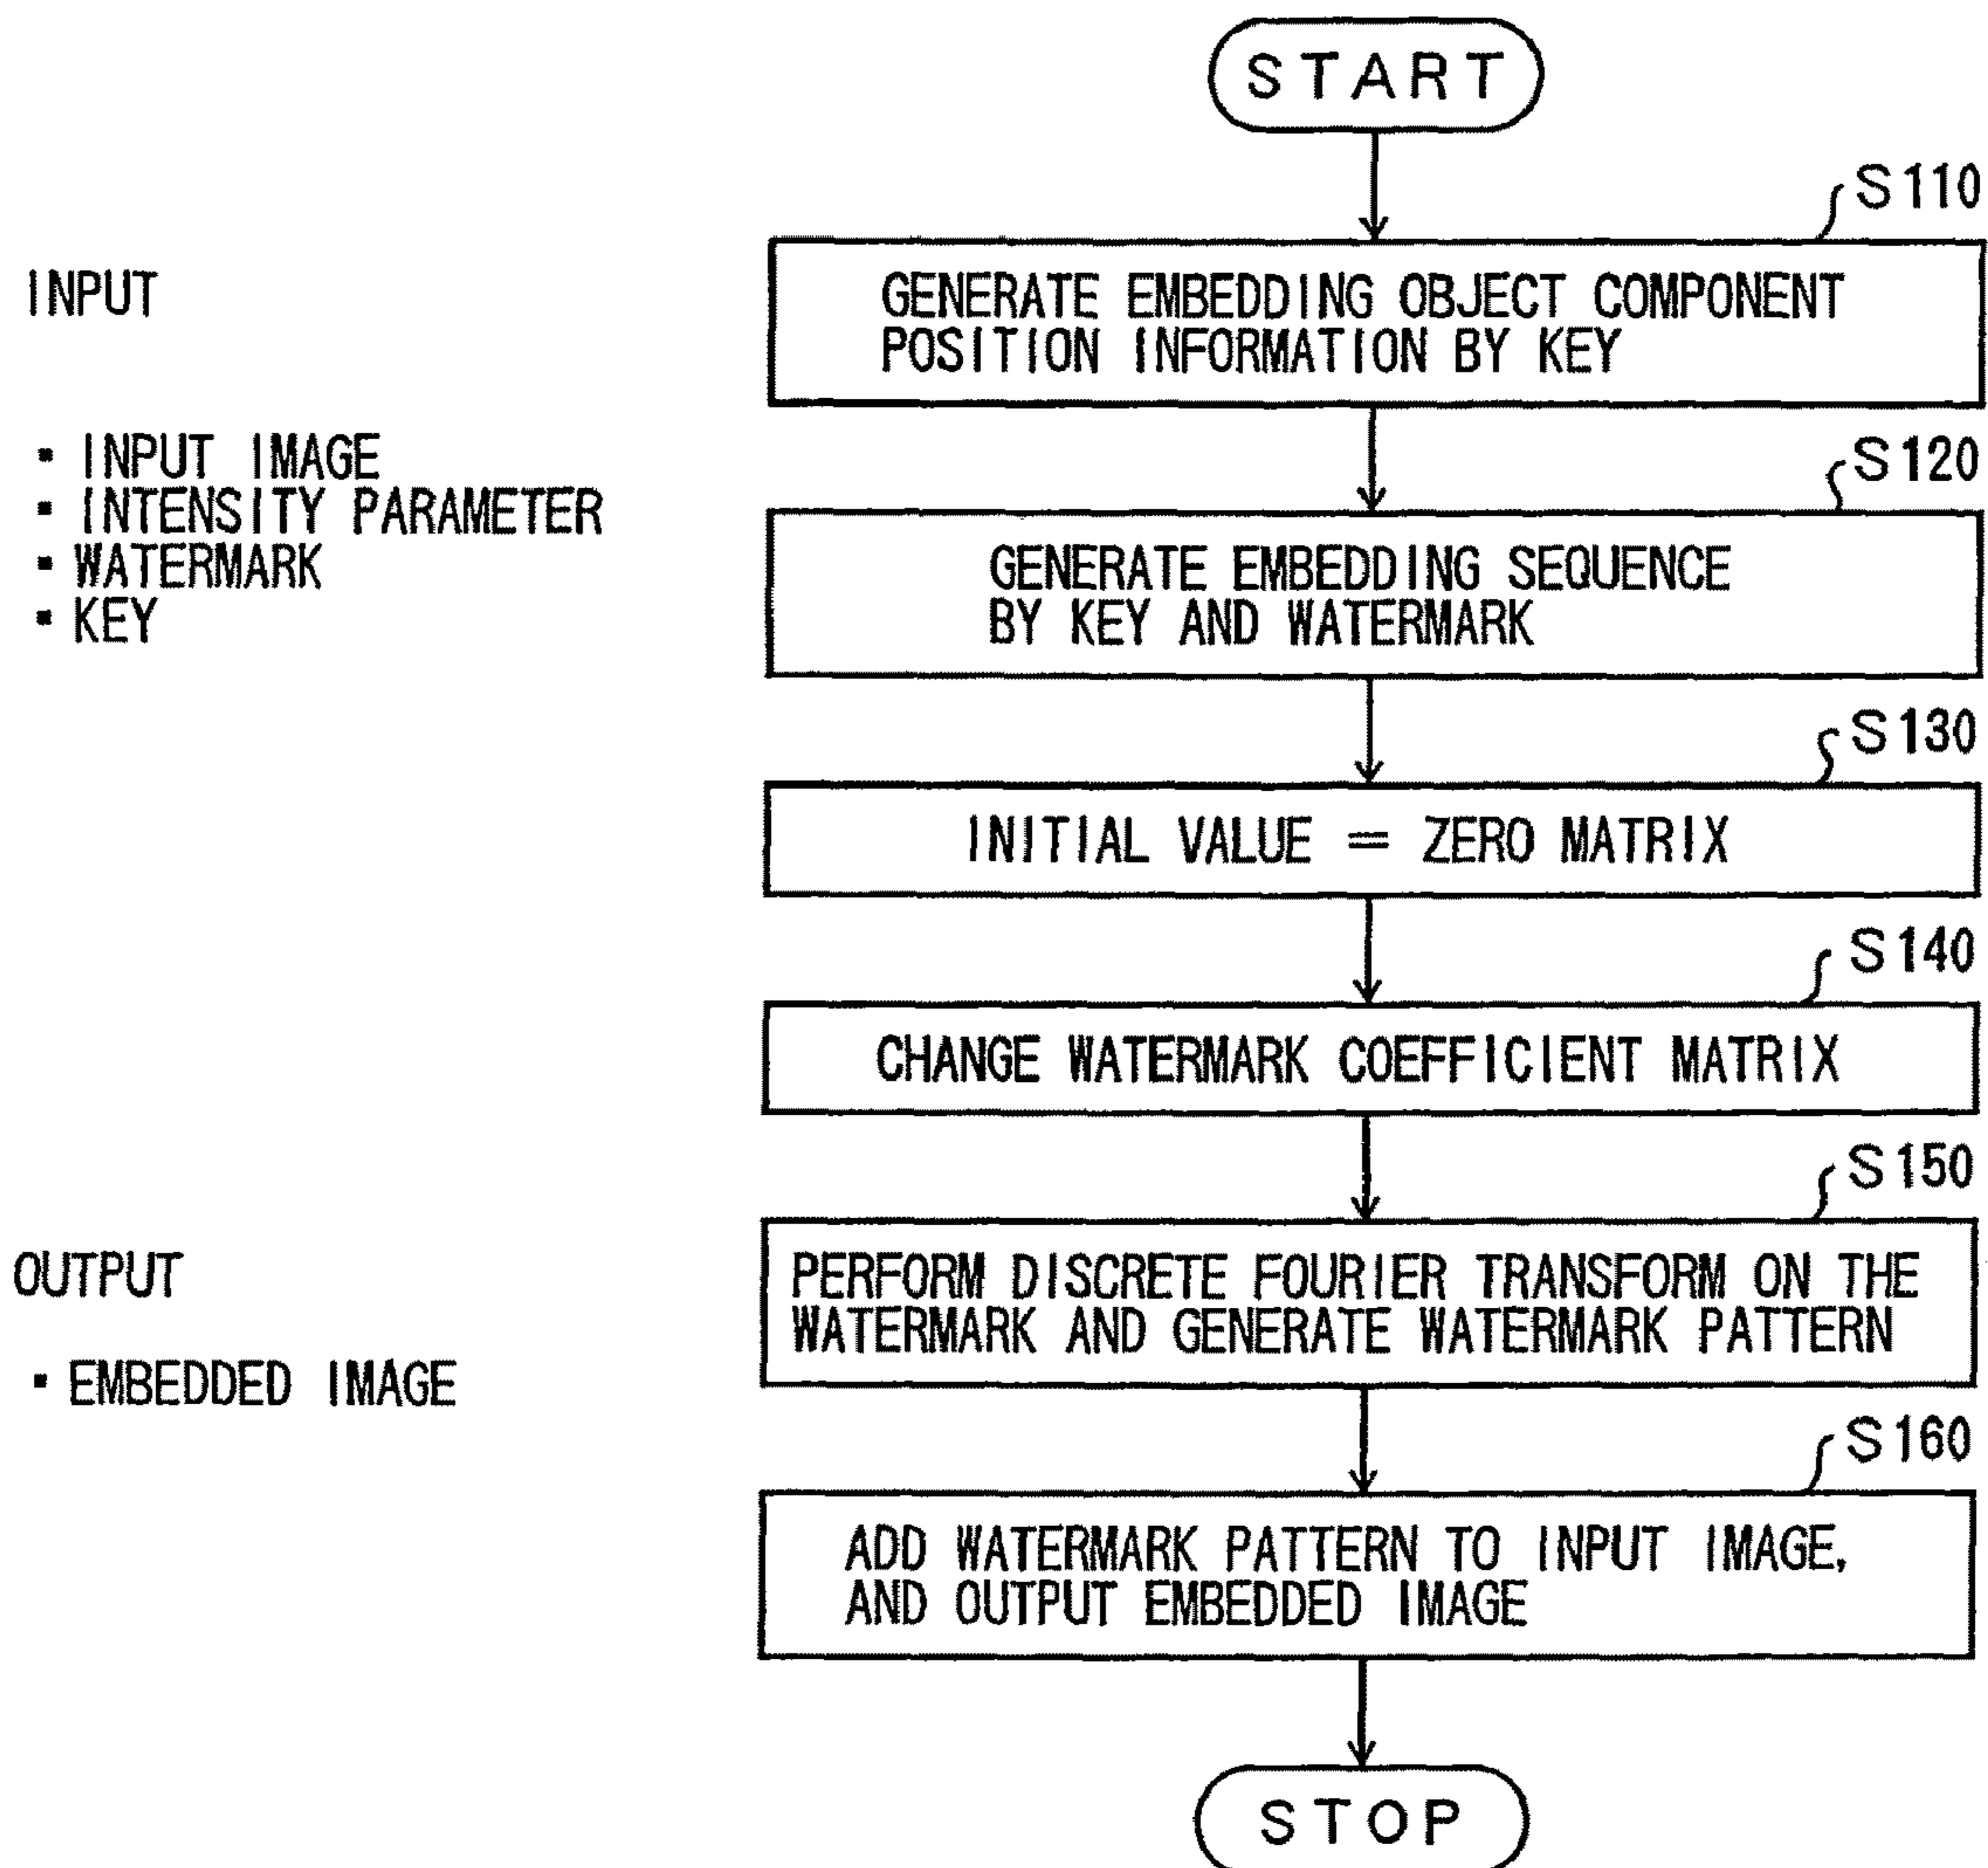 START
S110
INPUT
GENERATE EMBEDDING OBJECT COMPONENT
POSITION INFORMATION BY KEY
▪ INPUT IMAGE
▪ INTENSITY PARAMETER
▪ WATERMARK
▪ KEY
S120
GENERATE EMBEDDING SEQUENCE
BY KEY AND WATERMARK
S130
INITIAL VALUE = ZERO MATRIX
S140
CHANGE WATERMARK COEFFICIENT MATRIX
S150
OUTPUT
PERFORM DISCRETE FOURIER TRANSFORM ON THE
WATERMARK AND GENERATE WATERMARK PATTERN
▪ EMBEDDED IMAGE
S160
ADD WATERMARK PATTERN TO INPUT IMAGE,
AND OUTPUT EMBEDDED IMAGE
STOP